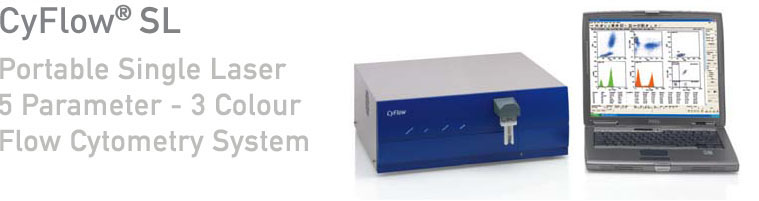 CyFlow® SL
Portable Single Laser
5 Parameter - 3 Colour
Flow Cytometry System
CyFlow